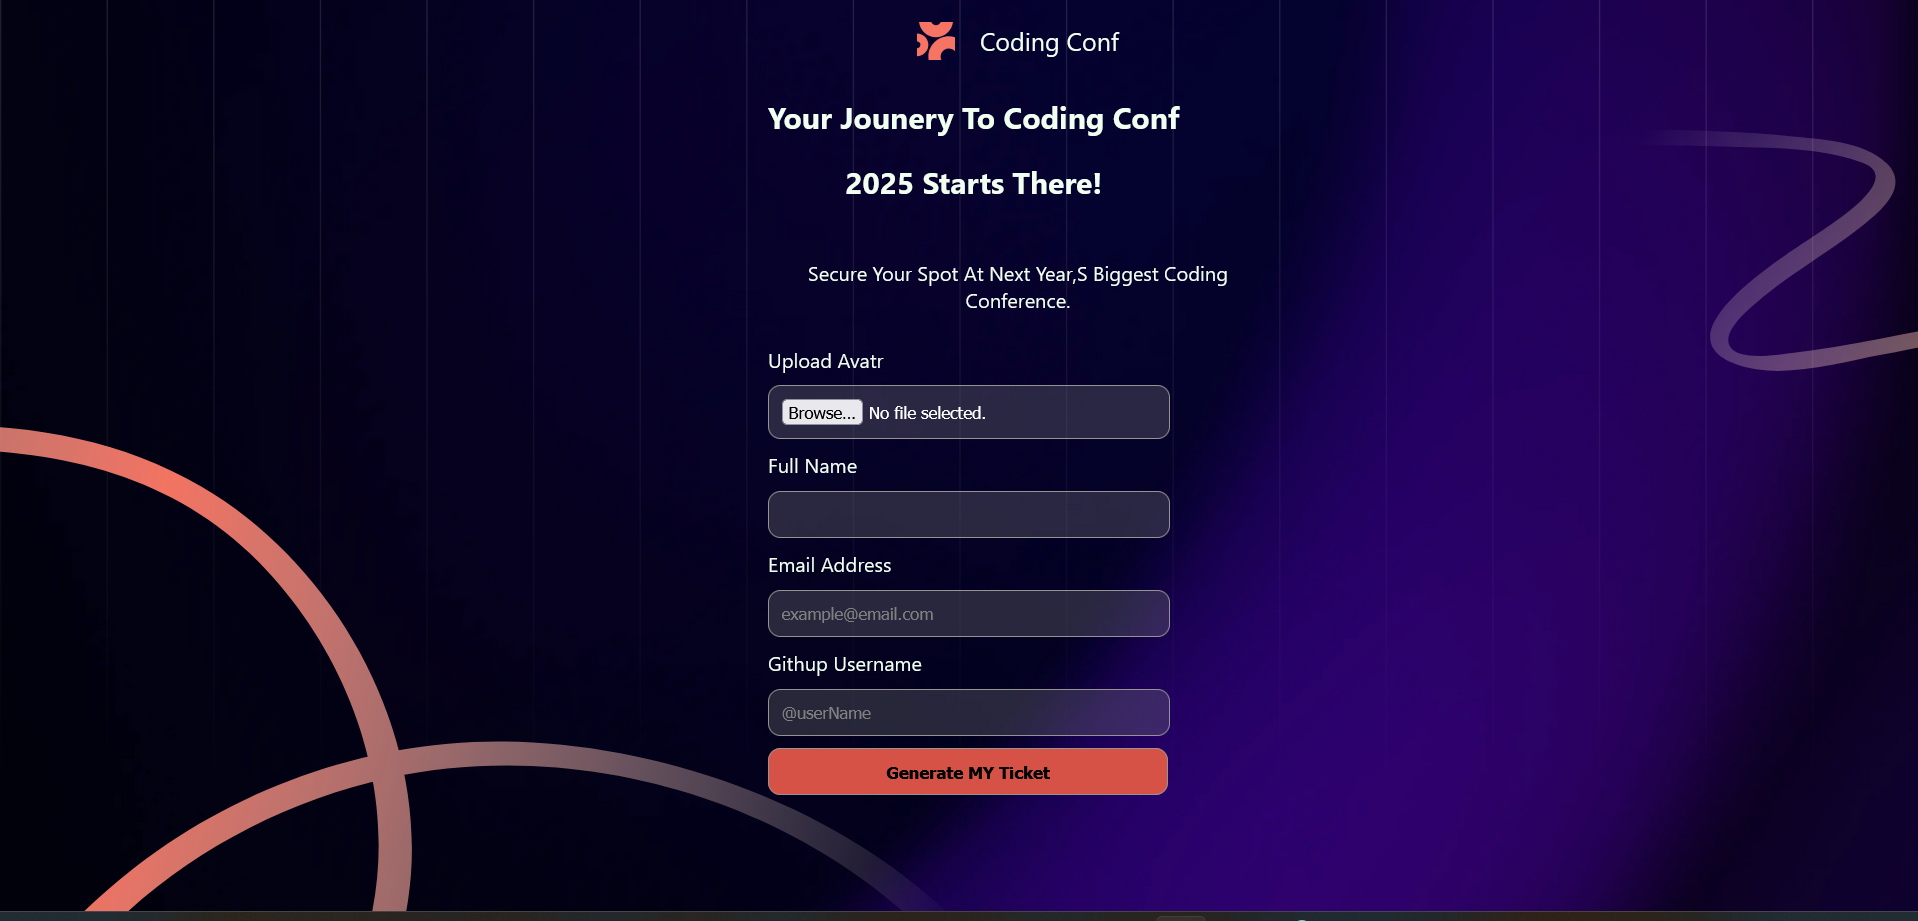 Coding Conf
Your Jounery To Coding Conf
2025 Starts There!
Secure Your Spot At Next Year,S Biggest Coding
Conference.
Upload Avatr
Browse... No file selected.
Full Name
Email Address
example@email.com
Githup Username
@userName
Generate MY Ticket